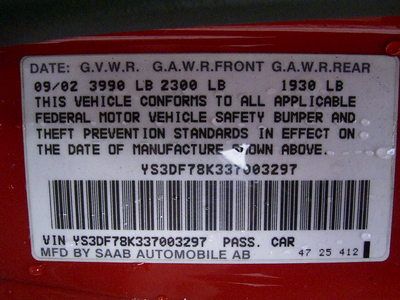 DATE: G.V.W.R. G.A.W.R.FRONT G.A.W.R.REAR
09/02 3990 LB 2300 LB 1930 LB
THIS VEHICLE CONFORMS TO ALL APPLICABLE
FEDERAL MOTOR VEHICLE SAFETY BUMPER AND
THEFT PREVENTION STANDARDS IN EFFECT ON
THE DATE OF MANUFACTURE SHOWN ABOVE.
YS3DF78K337003297
VIN YS3DF78K337003297 PASS. CAR
MFD BY SAAB AUTOMOBILE AB 47 25 412